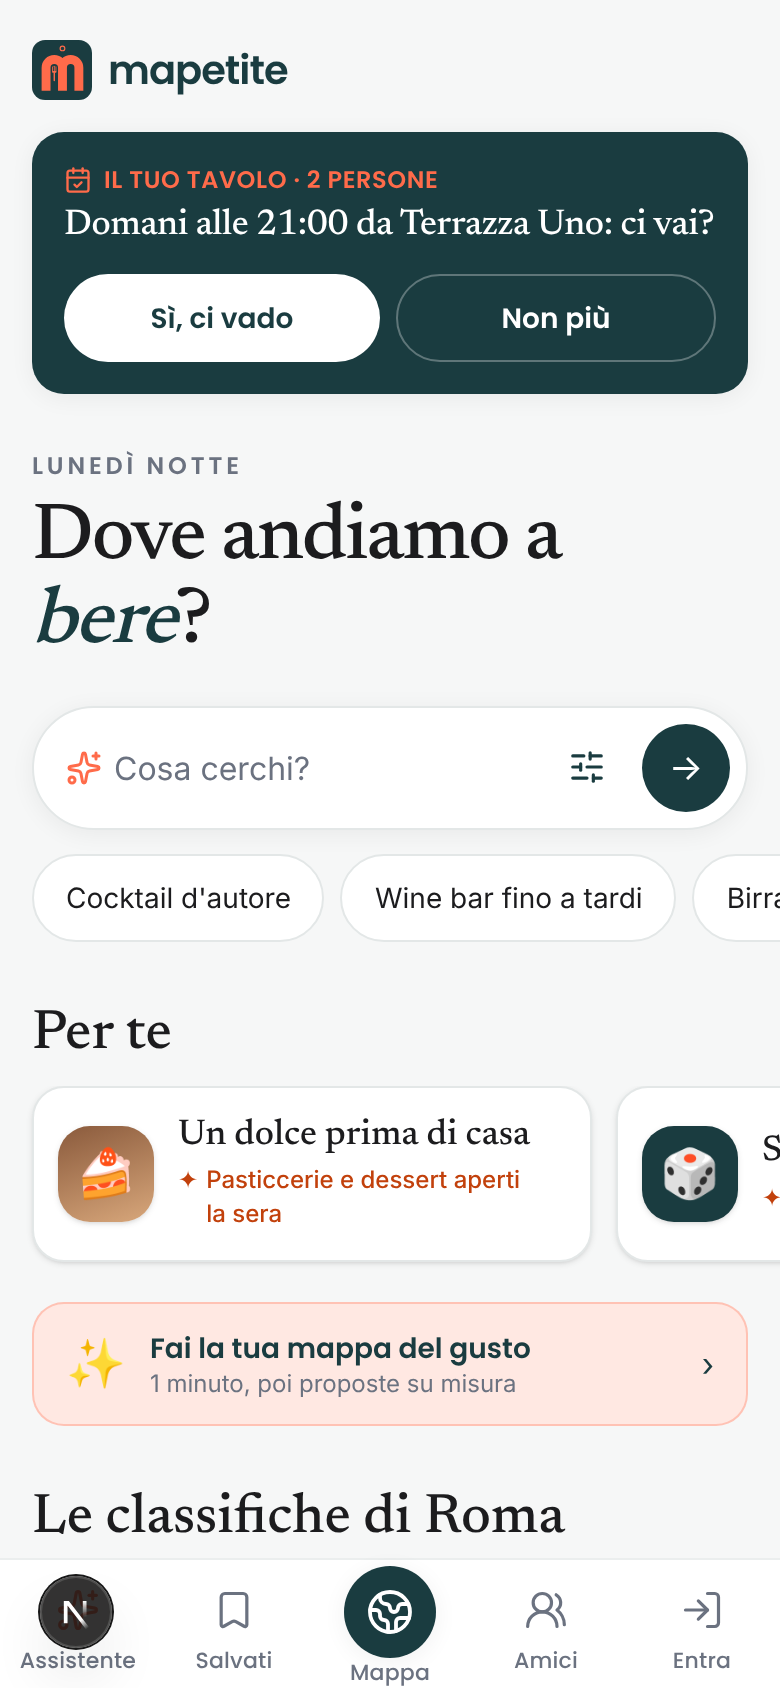 mapetite
IL TUO TAVOLO · 2 PERSONE
Domani alle 21:00 da Terrazza Uno: ci vai?
Sì, ci vado
Non più
LUNEDÌ NOTTE
Dove andiamo a
bere?
Cosa cerchi?
Cocktail d'autore
Wine bar fino a tardi
Birra
Per te
Un dolce prima di casa
✦ Pasticcerie e dessert aperti
la sera
S
✦
Fai la tua mappa del gusto
1 minuto, poi proposte su misura
›
Le classifiche di Roma
N
Assistente
Salvati
Mappa
Amici
Entra